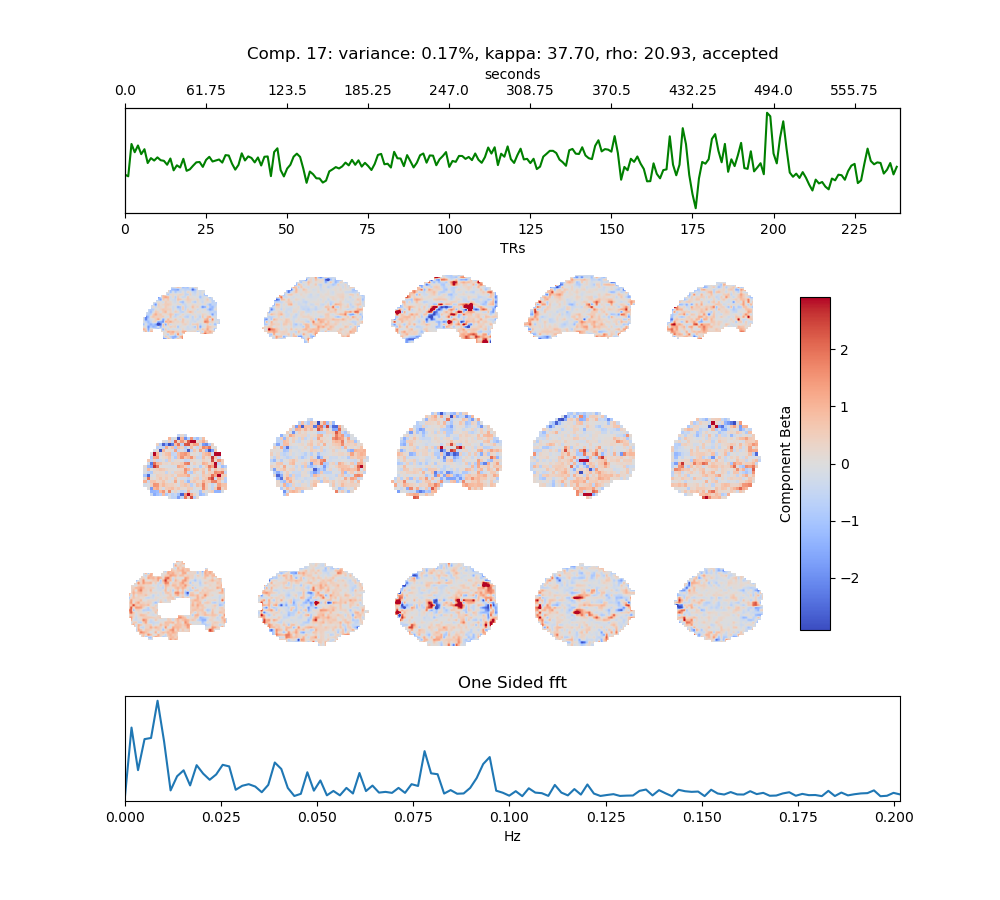 Comp. 17: variance: 0.17%, kappa: 37.70, rho: 20.93, accepted
seconds
0.0 61.75 123.5 185.25 247.0 308.75 370.5 432.25 494.0 555.75
0 25 50 75 100 125 150 175 200 225
TRs
2
1
0
−1
−2
Component Beta
One Sided fft
0.000 0.025 0.050 0.075 0.100 0.125 0.150 0.175 0.200
Hz